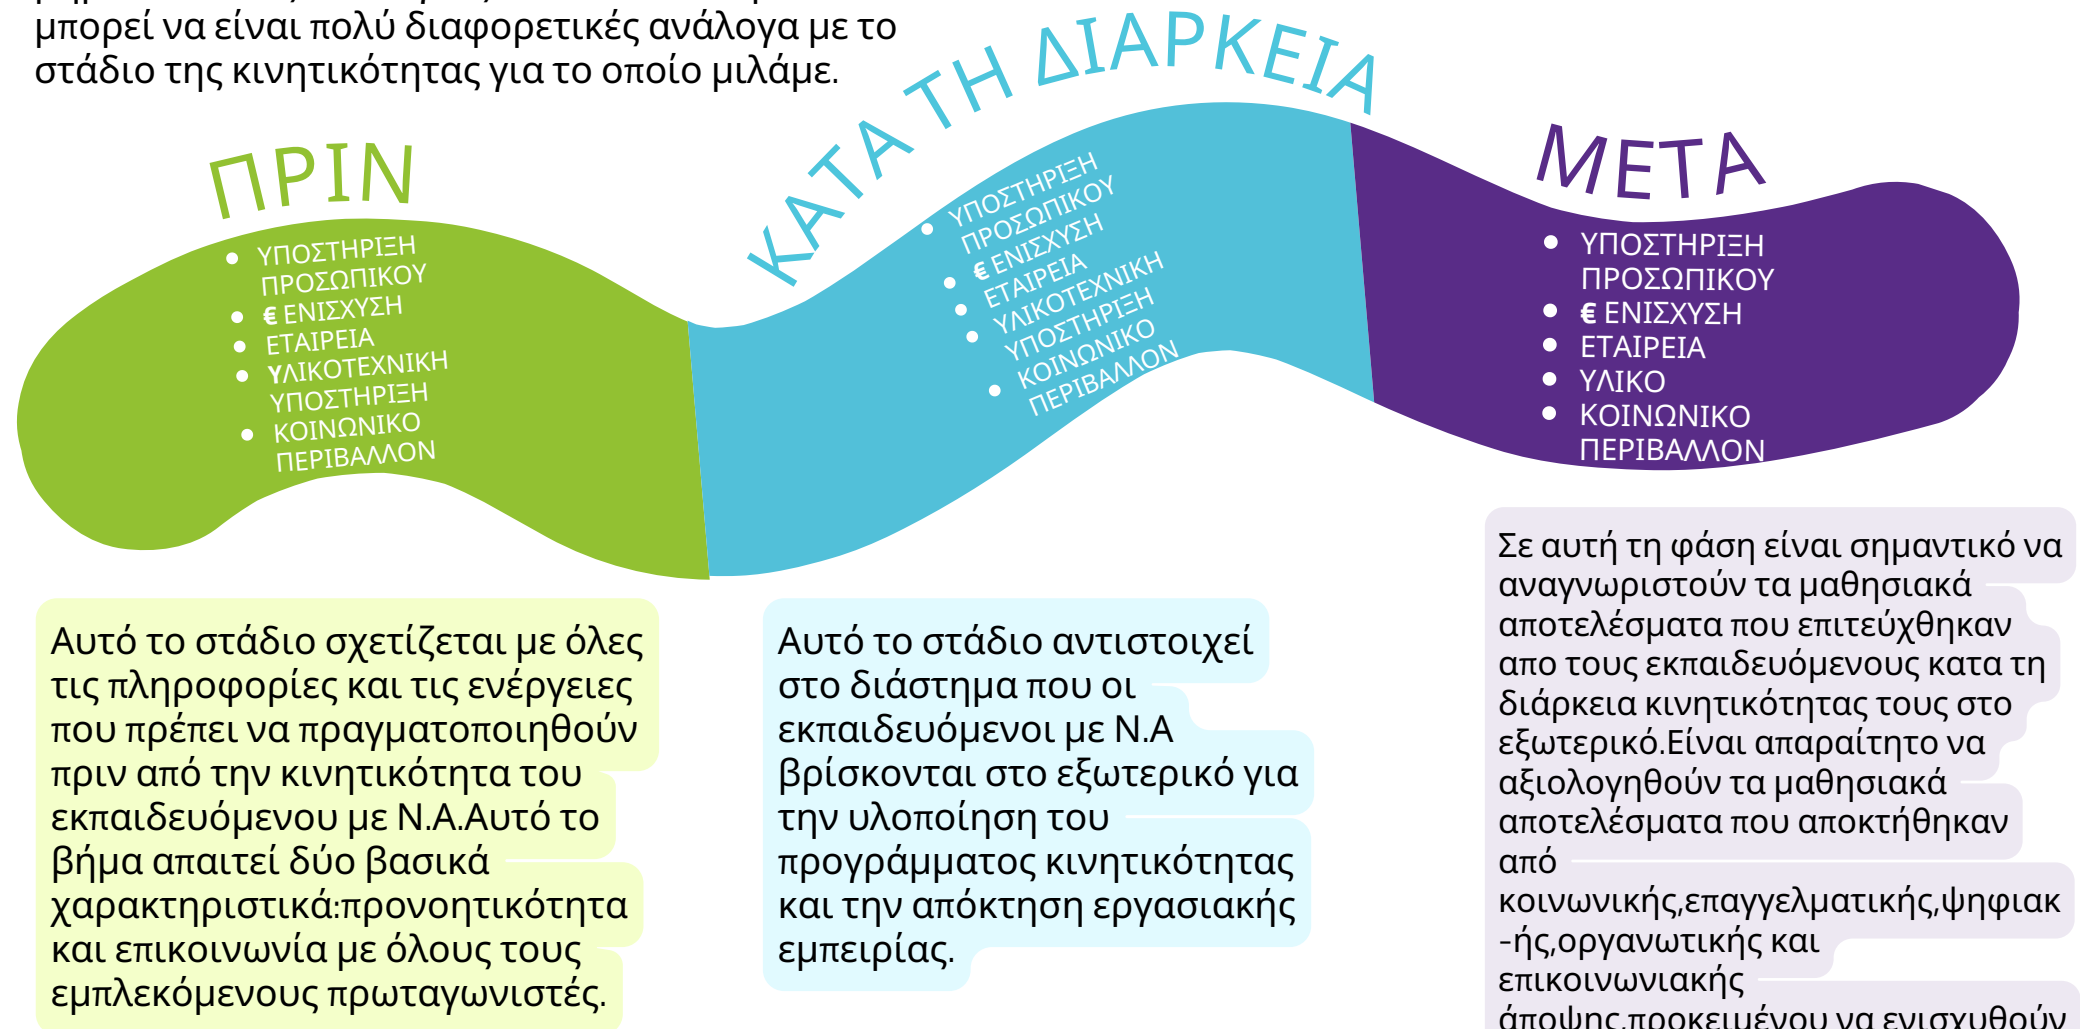 μπορεί να είναι πολύ διαφορετικές ανάλογα με το
στάδιο της κινητικότητας για το οποίο μιλάμε.
ΠΡΙΝ
• ΥΠΟΣΤΗΡΙΞΗ
ΠΡΟΣΩΠΙΚΟΥ
• € ΕΝΙΣΧΥΣΗ
• ΕΤΑΙΡΕΙΑ
• ΥΛΙΚΟΤΕΧΝΙΚΗ
ΥΠΟΣΤΗΡΙΞΗ
• ΚΟΙΝΩΝΙΚΟ
ΠΕΡΙΒΑΛΛΟΝ
ΚΑΤΑ ΤΗ ΔΙΑΡΚΕΙΑ
• ΥΠΟΣΤΗΡΙΞΗ
ΠΡΟΣΩΠΙΚΟΥ
• € ΕΝΙΣΧΥΣΗ
• ΕΤΑΙΡΕΙΑ
• ΥΛΙΚΟΤΕΧΝΙΚΗ
ΥΠΟΣΤΗΡΙΞΗ
• ΚΟΙΝΩΝΙΚΟ
ΠΕΡΙΒΑΛΛΟΝ
ΜΕΤΑ
• ΥΠΟΣΤΗΡΙΞΗ
ΠΡΟΣΩΠΙΚΟΥ
• € ΕΝΙΣΧΥΣΗ
• ΕΤΑΙΡΕΙΑ
• ΥΛΙΚΟ
• ΚΟΙΝΩΝΙΚΟ
ΠΕΡΙΒΑΛΛΟΝ
Αυτό το στάδιο σχετίζεται με όλες
τις πληροφορίες και τις ενέργειες
που πρέπει να πραγματοποιηθούν
πριν από την κινητικότητα του
εκπαιδευόμενου με Ν.Α.Αυτό το
βήμα απαιτεί δύο βασικά
χαρακτηριστικά:προνοητικότητα
και επικοινωνία με όλους τους
εμπλεκόμενους πρωταγωνιστές.
Αυτό το στάδιο αντιστοιχεί
στο διάστημα που οι
εκπαιδευόμενοι με Ν.Α
βρίσκονται στο εξωτερικό για
την υλοποίηση του
προγράμματος κινητικότητας
και την απόκτηση εργασιακής
εμπειρίας.
Σε αυτή τη φάση είναι σημαντικό να
αναγνωριστούν τα μαθησιακά
αποτελέσματα που επιτεύχθηκαν
απο τους εκπαιδευόμενους κατα τη
διάρκεια κινητικότητας τους στο
εξωτερικό.Είναι απαραίτητο να
αξιολογηθούν τα μαθησιακά
αποτελέσματα που αποκτήθηκαν
από
κοινωνικής,επαγγελματικής,ψηφιακ
-ής,οργανωτικής και
επικοινωνιακής
άποψης,προκειμένου να ενισχυθούν